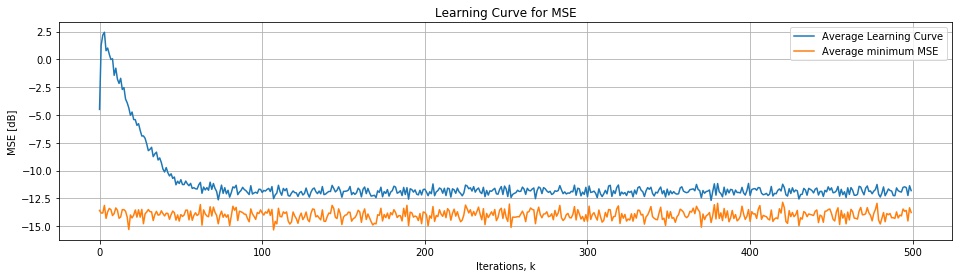 Learning Curve for MSE
Average Learning Curve
Average minimum MSE
MSE [dB]
2.5
0.0
−2.5
−5.0
−7.5
−10.0
−12.5
−15.0
0
100
200
300
400
500
Iterations, k